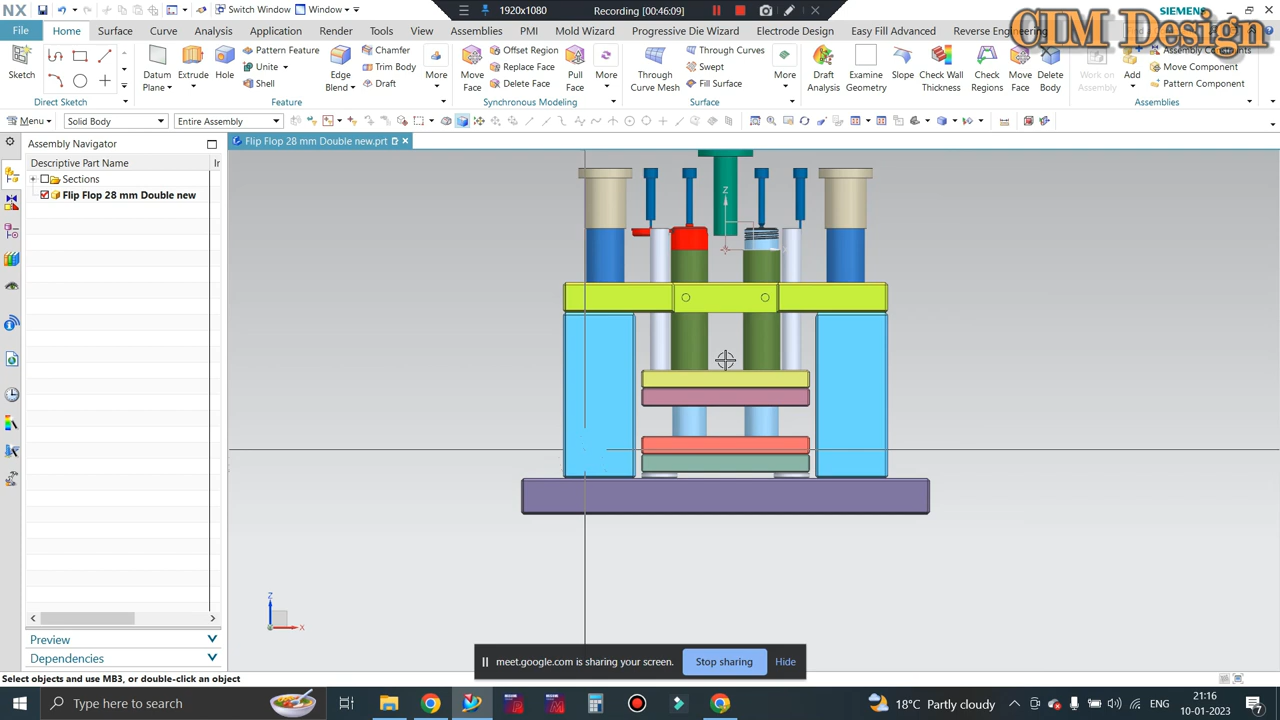 NX Switch Window Window 1920x1080 Recording [00:46:09] SIEMENS
CIM Design
File Home Surface Curve Analysis Application Render Tools View Assemblies PMI Mold Wizard Progressive Die Wizard Electrode Design Easy Fill Advanced Reverse Engineering
Sketch
Direct Sketch
Datum Plane
Extrude
Hole
Pattern Feature
Unite
Shell
Edge Blend
Chamfer
Trim Body
Draft
More
Feature
Move Face
Offset Region
Replace Face
Delete Face
Pull Face
More
Synchronous Modeling
Through Curve Mesh
Through Curves
Swept
Fill Surface
More
Surface
Draft Analysis
Examine Geometry
Slope
Check Wall Thickness
Check Regions
Move Face
Delete Body
Work on Assembly
Add
Assembly Constraints
Move Component
Pattern Component
Assemblies
Menu Solid Body Entire Assembly
Assembly Navigator
Flip Flop 28 mm Double new.prt
Descriptive Part Name Ir
Sections
Flip Flop 28 mm Double new
Z
Z
X
Preview
Dependencies
meet.google.com is sharing your screen. Stop sharing Hide
Select objects and use MB3, or double-click an object
Type here to search
18°C Partly cloudy
ENG
21:16
10-01-2023
7